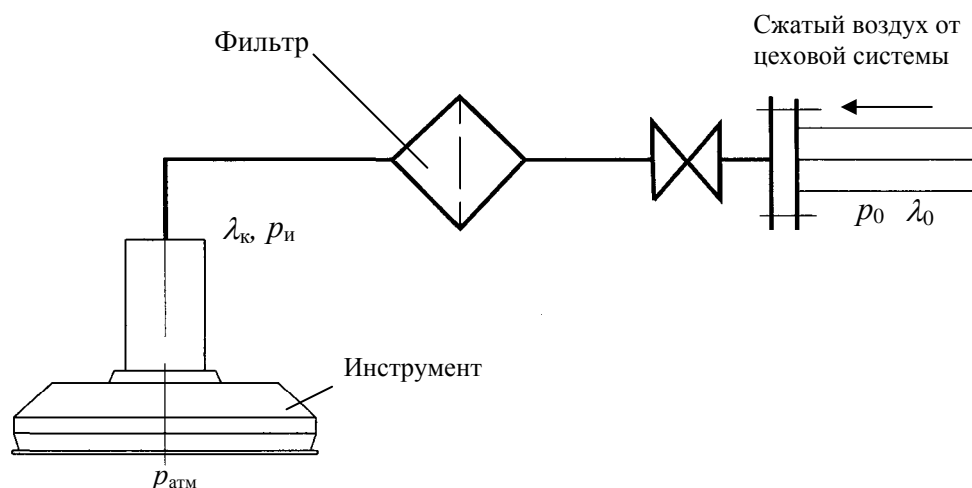 Сжатый воздух от
цеховой системы
Фильтр
p₀ λ₀
λк, pи
Инструмент
pатм